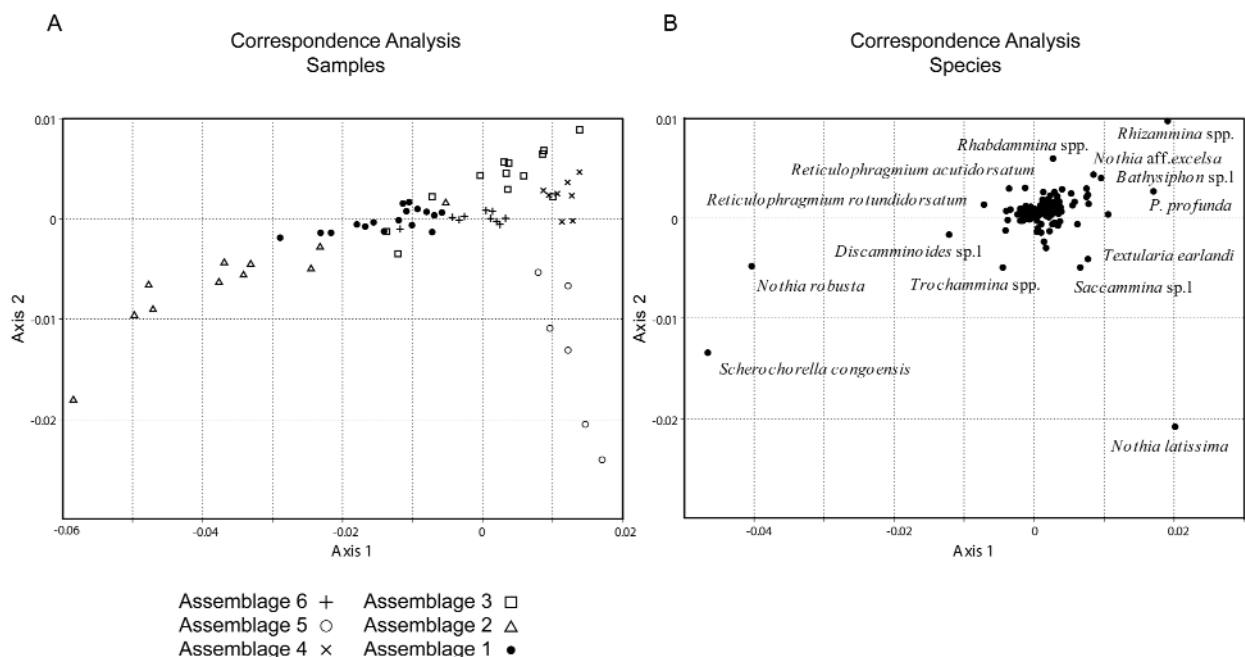 A
Correspondence Analysis
Samples
0.01
0
-0.01
-0.02
Axis 2
-0.06
-0.04
-0.02
0
0.02
Axis 1
B
Correspondence Analysis
Species
0.01
0
-0.01
-0.02
Axis 2
-0.04
-0.02
0
0.02
Axis 1
Rhizammina spp.
Rhabdammina spp.
Nothia aff.excelsa
Reticulophragmium acutidorsatum
Bathysiphon sp.1
Reticulophragmium rotundidorsatum
P. profunda
Discamminoides sp.1
Textularia earlandi
Nothia robusta
Trochammina spp.
Saccammina sp.1
Scherochorella congoensis
Nothia latissima
Assemblage 6 + Assemblage 3 □
Assemblage 5 ○ Assemblage 2 △
Assemblage 4 × Assemblage 1 ●